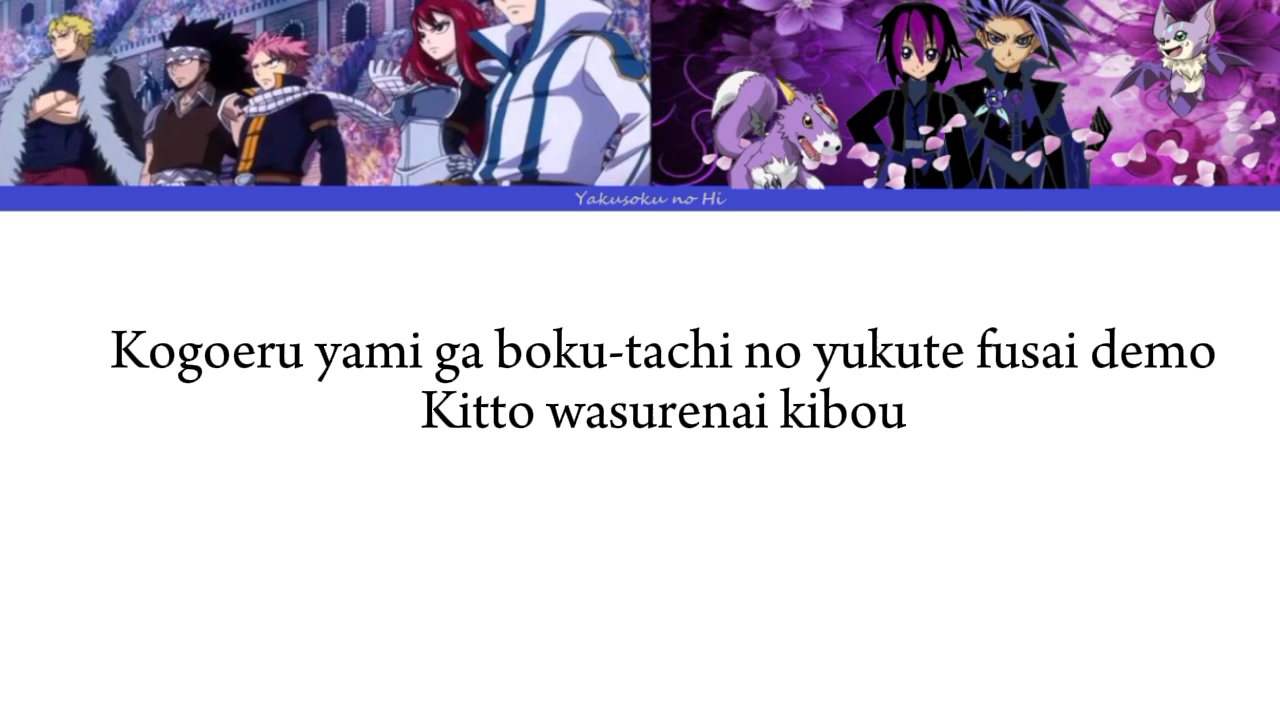 Yakusoku no Hi
Kogoeru yami ga boku-tachi no yukute fusai demo
Kitto wasurenai kibou